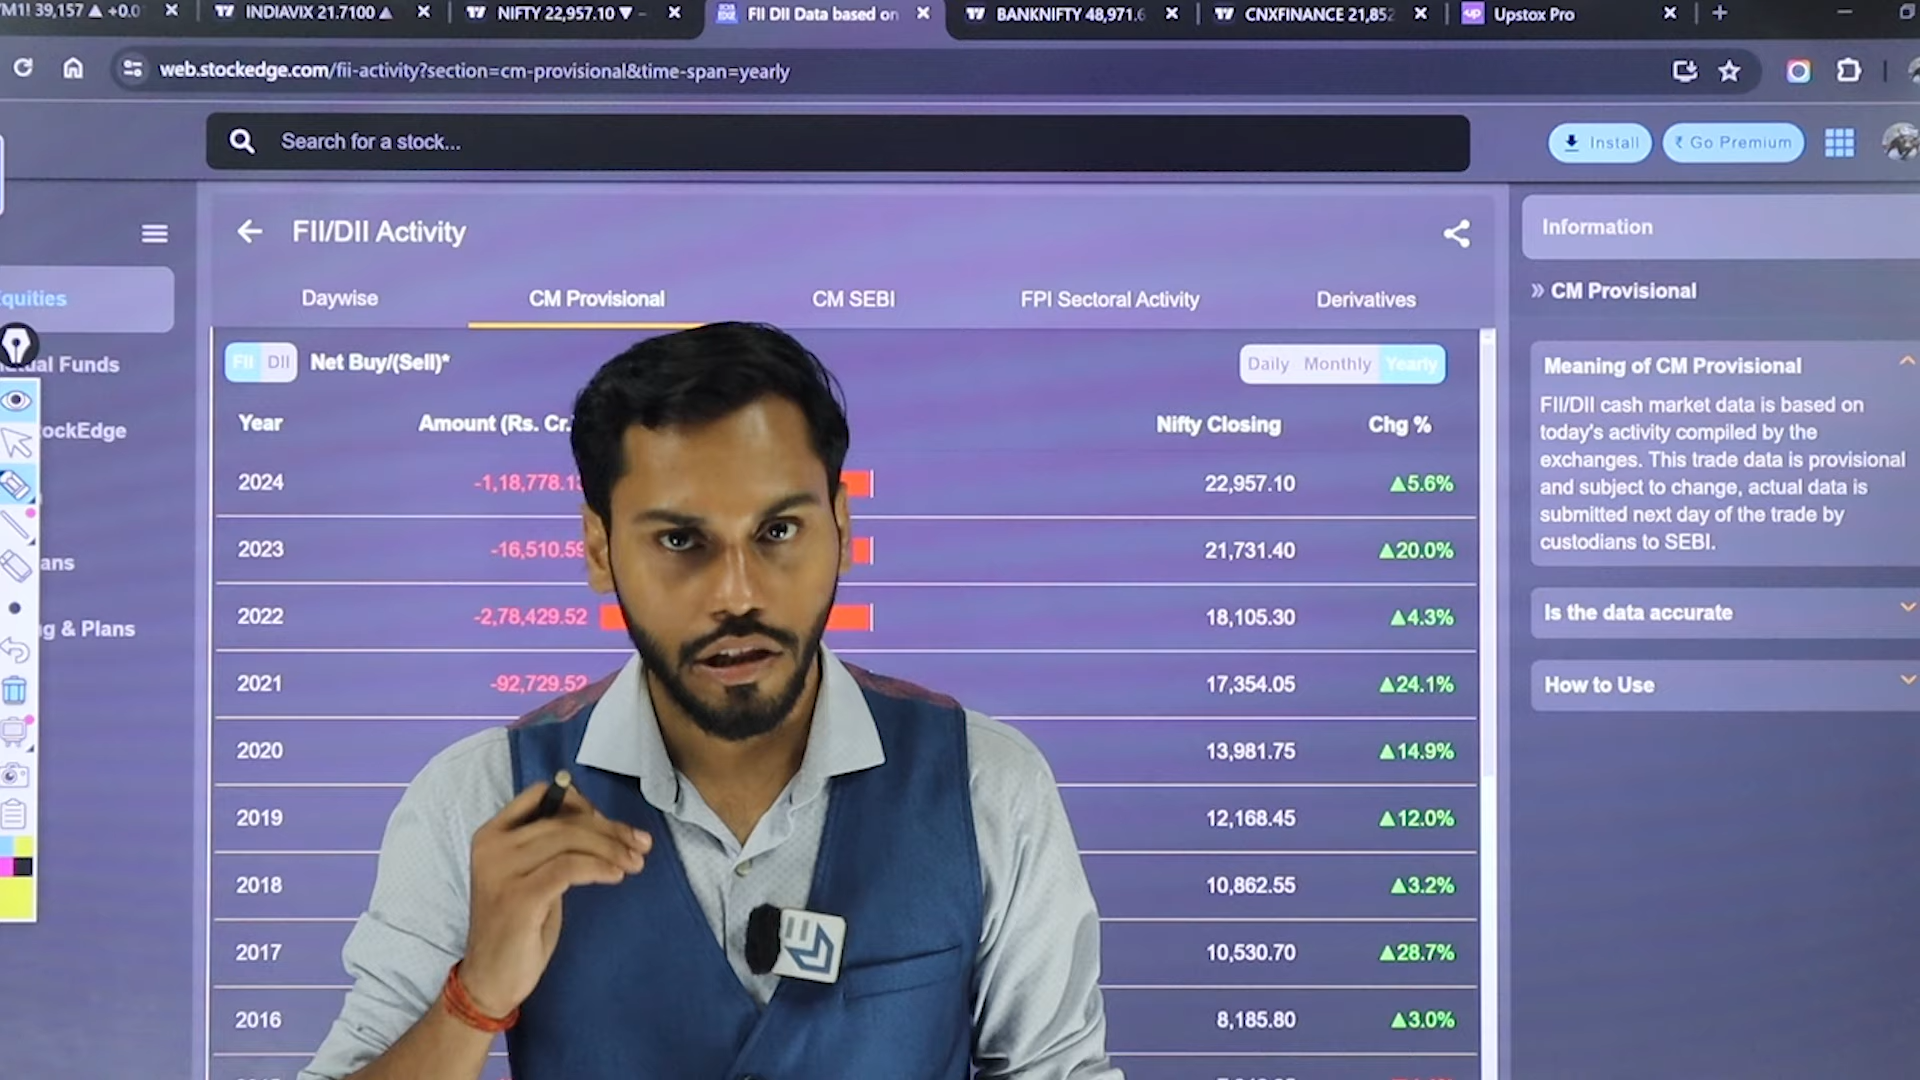 M1! 39,157 ▲ +0.0
INDIAVIX 21.7100 ▲
NIFTY 22,957.10 ▼ −
FII DII Data based on
BANKNIFTY 48,971.6
CNXFINANCE 21,852
Upstox Pro
web.stockedge.com/fii-activity?section=cm-provisional&time-span=yearly
Search for a stock...
Install
₹ Go Premium
FII/DII Activity
Daywise CM Provisional CM SEBI FPI Sectoral Activity Derivatives
FII DII Net Buy/(Sell)* Daily Monthly Yearly
Year Amount (Rs. Cr. Nifty Closing Chg %
2024 -1,18,778.13 22,957.10 ▲5.6%
2023 -16,510.59 21,731.40 ▲20.0%
2022 -2,78,429.52 18,105.30 ▲4.3%
2021 -92,729.52 17,354.05 ▲24.1%
2020 13,981.75 ▲14.9%
2019 12,168.45 ▲12.0%
2018 10,862.55 ▲3.2%
2017 10,530.70 ▲28.7%
2016 8,185.80 ▲3.0%
quities
ual Funds
tockEdge
ans
g & Plans
Information
» CM Provisional
Meaning of CM Provisional
FII/DII cash market data is based on
today's activity compiled by the
exchanges. This trade data is provisional
and subject to change, actual data is
submitted next day of the trade by
custodians to SEBI.
Is the data accurate
How to Use